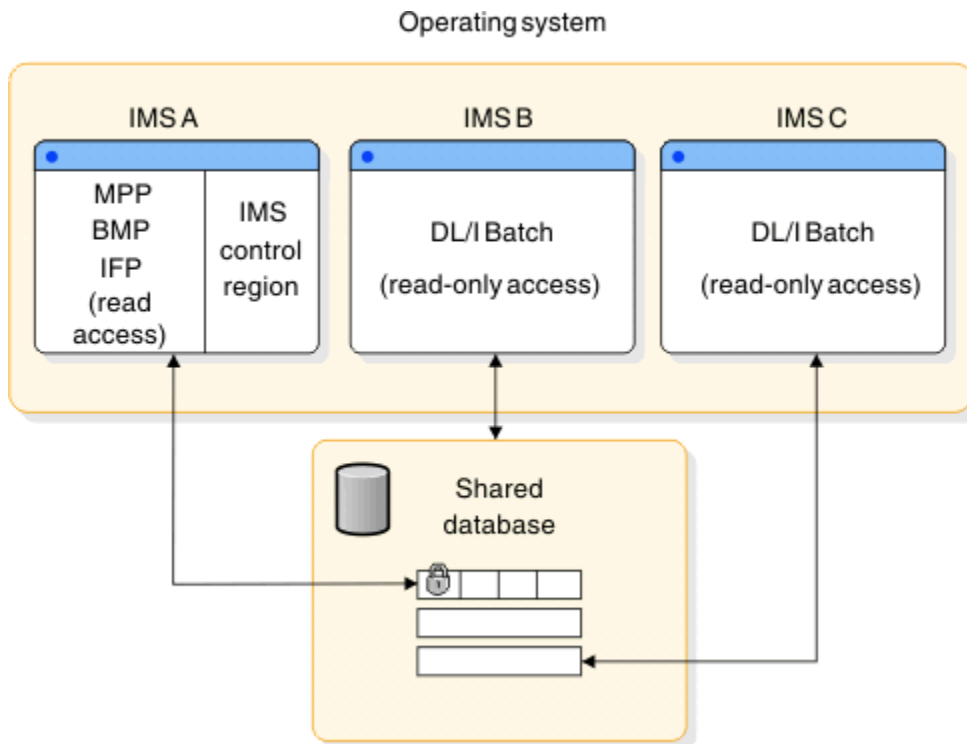 Operating system
IMS A
IMS B
IMS C
MPP
BMP
IFP
(read
access)
IMS
control
region
DL/I Batch
(read-only access)
DL/I Batch
(read-only access)
Shared
database